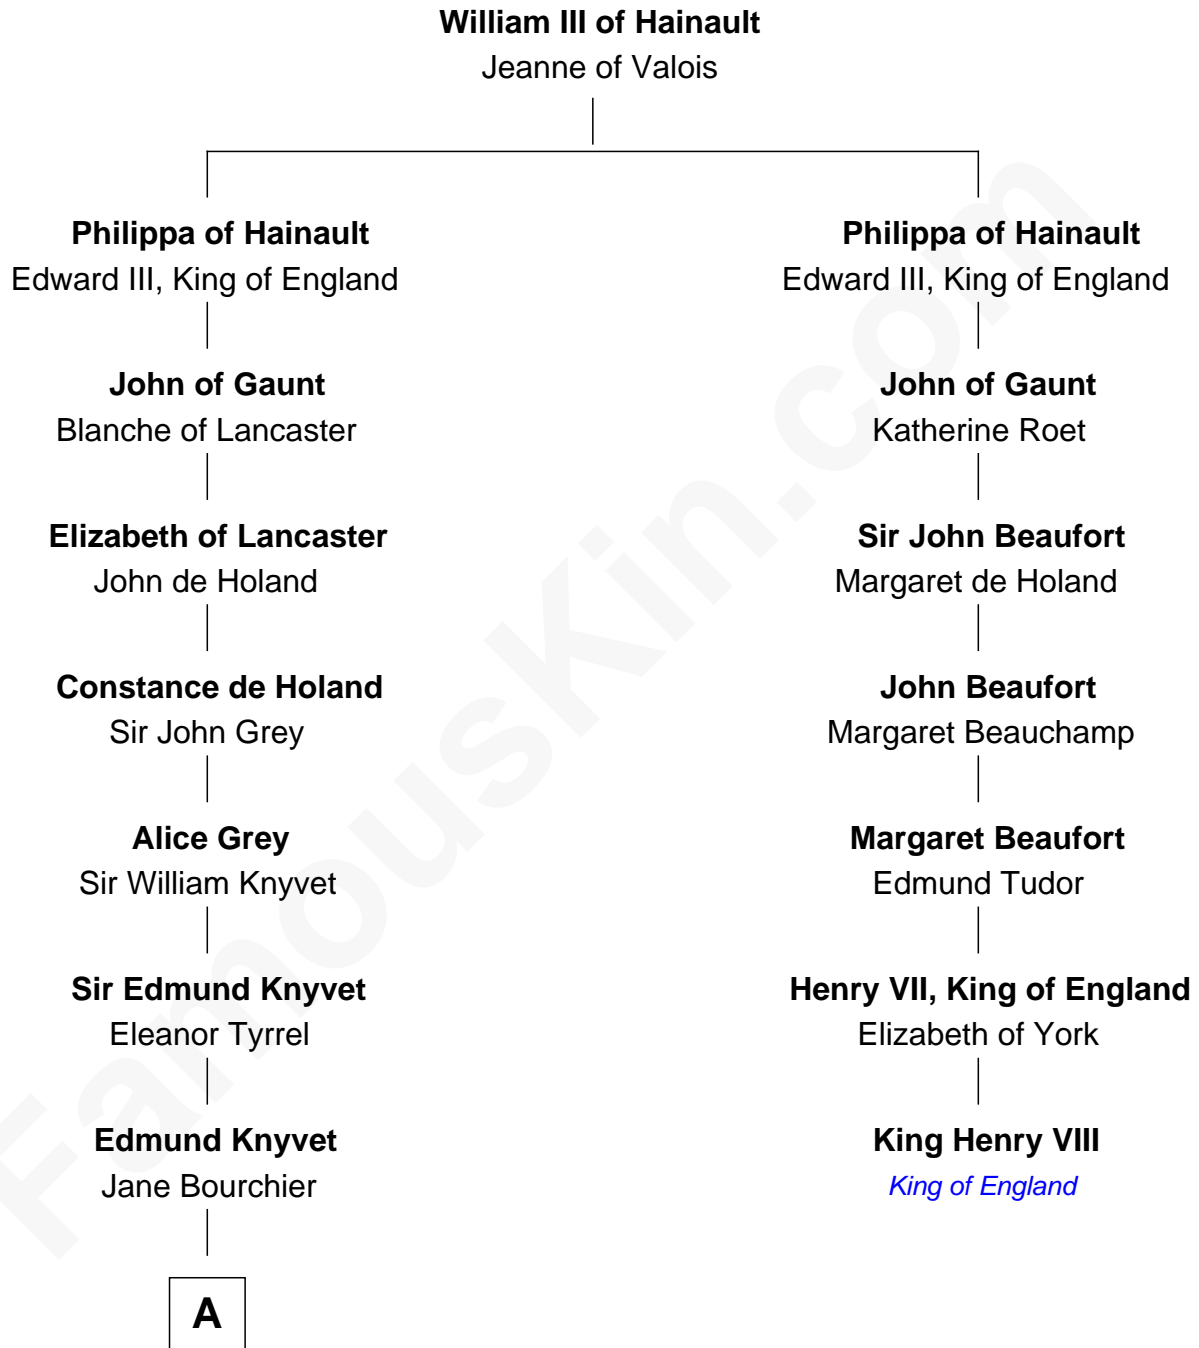 William III of Hainault
Jeanne of Valois
Philippa of Hainault
Edward III, King of England
John of Gaunt
Blanche of Lancaster
Elizabeth of Lancaster
John de Holand
Constance de Holand
Sir John Grey
Alice Grey
Sir William Knyvet
Sir Edmund Knyvet
Eleanor Tyrrel
Edmund Knyvet
Jane Bourchier
A
Philippa of Hainault
Edward III, King of England
John of Gaunt
Katherine Roet
Sir John Beaufort
Margaret de Holand
John Beaufort
Margaret Beauchamp
Margaret Beaufort
Edmund Tudor
Henry VII, King of England
Elizabeth of York
King Henry VIII
King of England
FamousKin.com